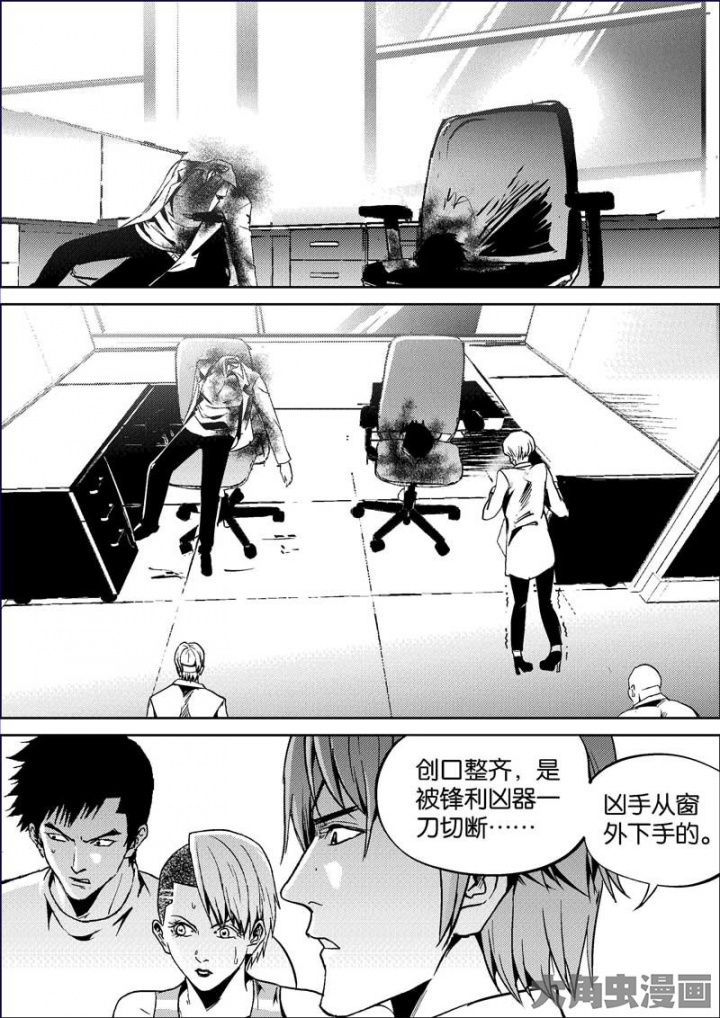 创口整齐，是
被锋利凶器一
刀切断……
凶手从窗
外下手的。
大角虫漫画